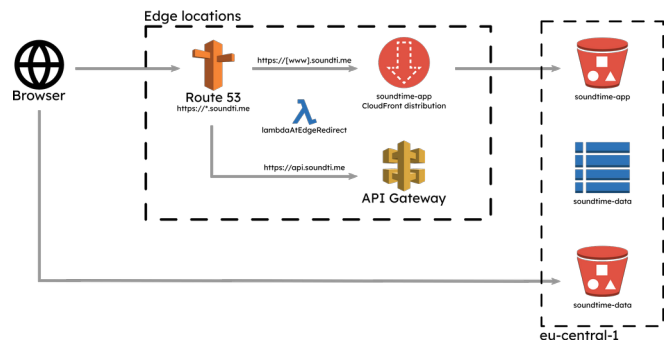 Edge locations
Browser
Route 53
https://*.soundti.me
https://[www].soundti.me
lambdaAtEdgeRedirect
https://api.soundti.me
soundtime-app
CloudFront distribution
API Gateway
soundtime-app
soundtime-data
soundtime-data
eu-central-1